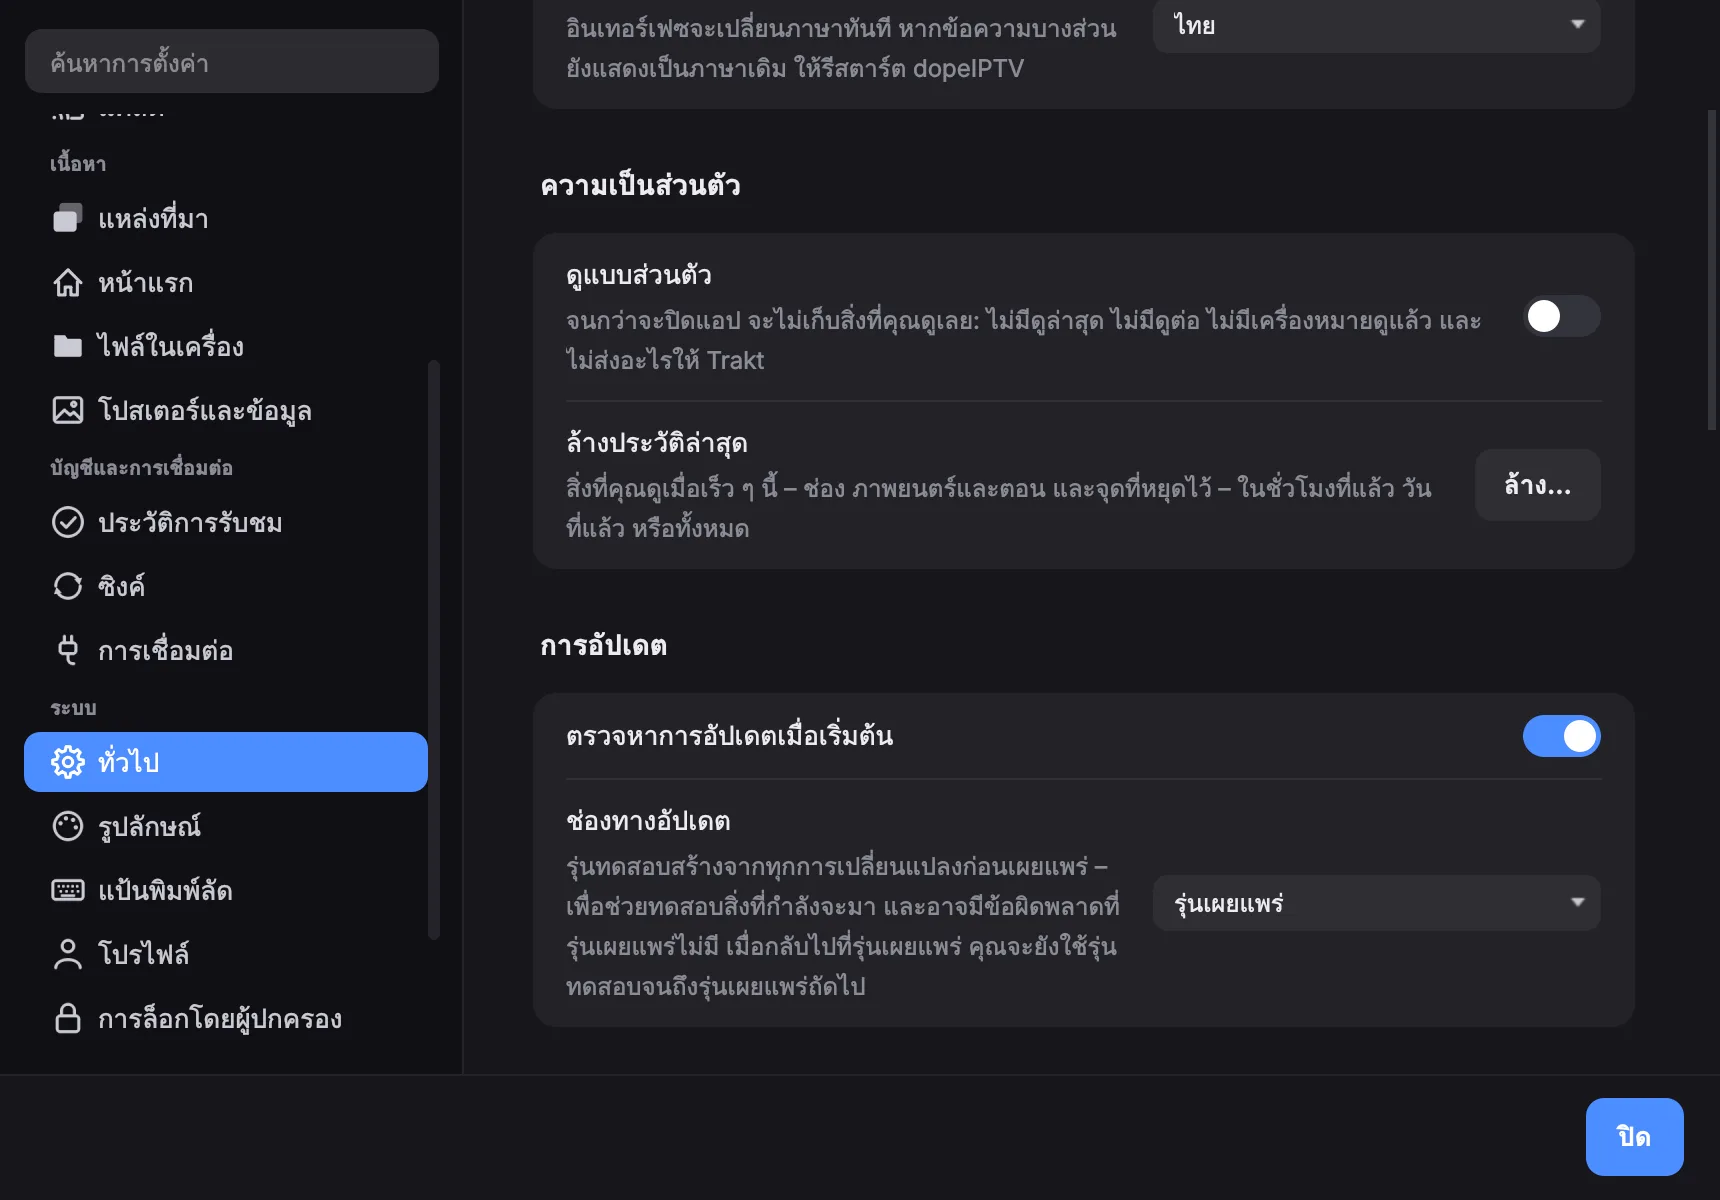 ค้นหาการตั้งค่า
เนื้อหา
แหล่งที่มา
หน้าแรก
ไฟล์ในเครื่อง
โปสเตอร์และข้อมูล
บัญชีและการเชื่อมต่อ
ประวัติการรับชม
ซิงค์
การเชื่อมต่อ
ระบบ
ทั่วไป
รูปลักษณ์
แป้นพิมพ์ลัด
โปรไฟล์
การล็อกโดยผู้ปกครอง
อินเทอร์เฟซจะเปลี่ยนภาษาทันที หากข้อความบางส่วน
ยังแสดงเป็นภาษาเดิม ให้รีสตาร์ต dopeIPTV
ไทย
ความเป็นส่วนตัว
ดูแบบส่วนตัว
จนกว่าจะปิดแอป จะไม่เก็บสิ่งที่คุณดูเลย: ไม่มีดูล่าสุด ไม่มีดูต่อ ไม่มีเครื่องหมายดูแล้ว และ
ไม่ส่งอะไรให้ Trakt
ล้างประวัติล่าสุด
สิ่งที่คุณดูเมื่อเร็ว ๆ นี้ – ช่อง ภาพยนตร์และตอน และจุดที่หยุดไว้ – ในชั่วโมงที่แล้ว วัน
ที่แล้ว หรือทั้งหมด
ล้าง...
การอัปเดต
ตรวจหาการอัปเดตเมื่อเริ่มต้น
ช่องทางอัปเดต
รุ่นทดสอบสร้างจากทุกการเปลี่ยนแปลงก่อนเผยแพร่ –
เพื่อช่วยทดสอบสิ่งที่กำลังจะมา และอาจมีข้อผิดพลาดที่
รุ่นเผยแพร่ไม่มี เมื่อกลับไปที่รุ่นเผยแพร่ คุณจะยังใช้รุ่น
ทดสอบจนถึงรุ่นเผยแพร่ถัดไป
รุ่นเผยแพร่
ปิด